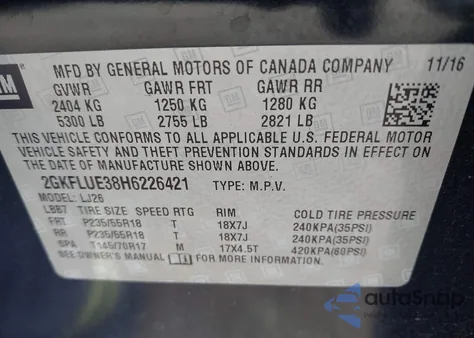 GM
MFD BY GENERAL MOTORS OF CANADA COMPANY 11/16
GVWR GAWR FRT GAWR RR
2404 KG 1250 KG 1280 KG
5300 LB 2755 LB 2821 LB
THIS VEHICLE CONFORMS TO ALL APPLICABLE U.S. FEDERAL MOTOR
VEHICLE SAFETY AND THEFT PREVENTION STANDARDS IN EFFECT ON
THE DATE OF MANUFACTURE SHOWN ABOVE.
2GKFLUE38H6226421 TYPE: M.P.V.
MODEL: LJ26
LBB7 TIRE SIZE SPEED RTG RIM COLD TIRE PRESSURE
FRT P235/55R18 T 18X7J 240KPA(35PSI)
RR P235/55R18 T 18X7J 240KPA(35PSI)
SPA T145/70R17 M 17X4.5T 420KPA(60PSI)
SEE OWNER'S MANUAL FOR MORE INFORMATION.
autoSnap